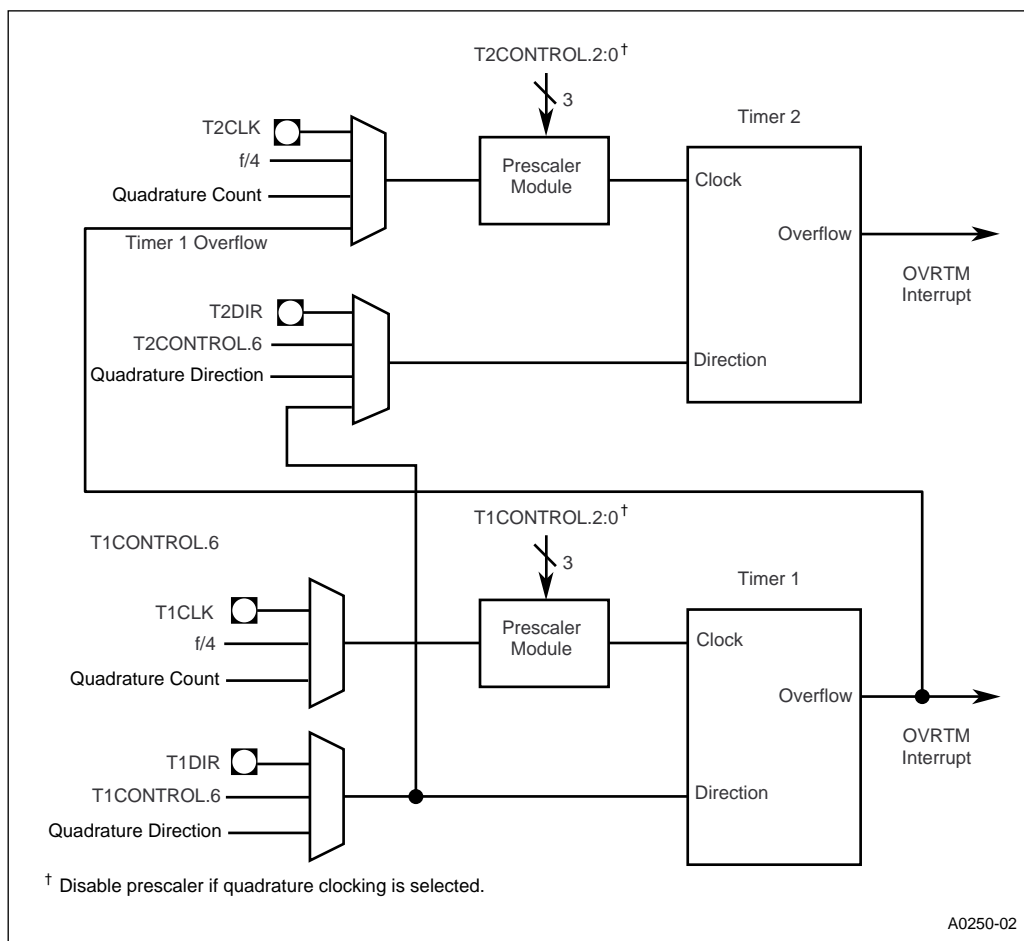 T2CONTROL.2:0†
3
Timer 2
T2CLK
f/4
Quadrature Count
Timer 1 Overflow
Prescaler
Module
Clock
Overflow
OVRTM
Interrupt
T2DIR
T2CONTROL.6
Quadrature Direction
Direction
T1CONTROL.2:0†
3
T1CONTROL.6
Timer 1
T1CLK
f/4
Quadrature Count
Prescaler
Module
Clock
Overflow
OVRTM
Interrupt
T1DIR
T1CONTROL.6
Quadrature Direction
Direction
† Disable prescaler if quadrature clocking is selected.
A0250-02